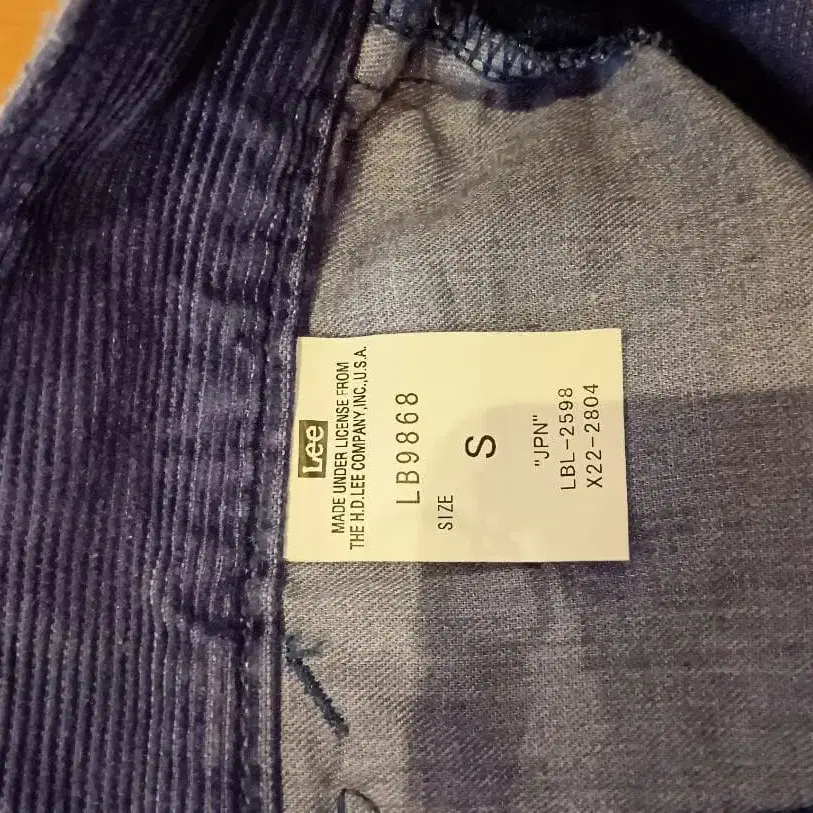 Lee
MADE UNDER LICENSE FROM
THE H.D.LEE COMPANY,INC.,U.S.A.
LB9868
SIZE
S
"JPN"
LBL-2598
X22-2804